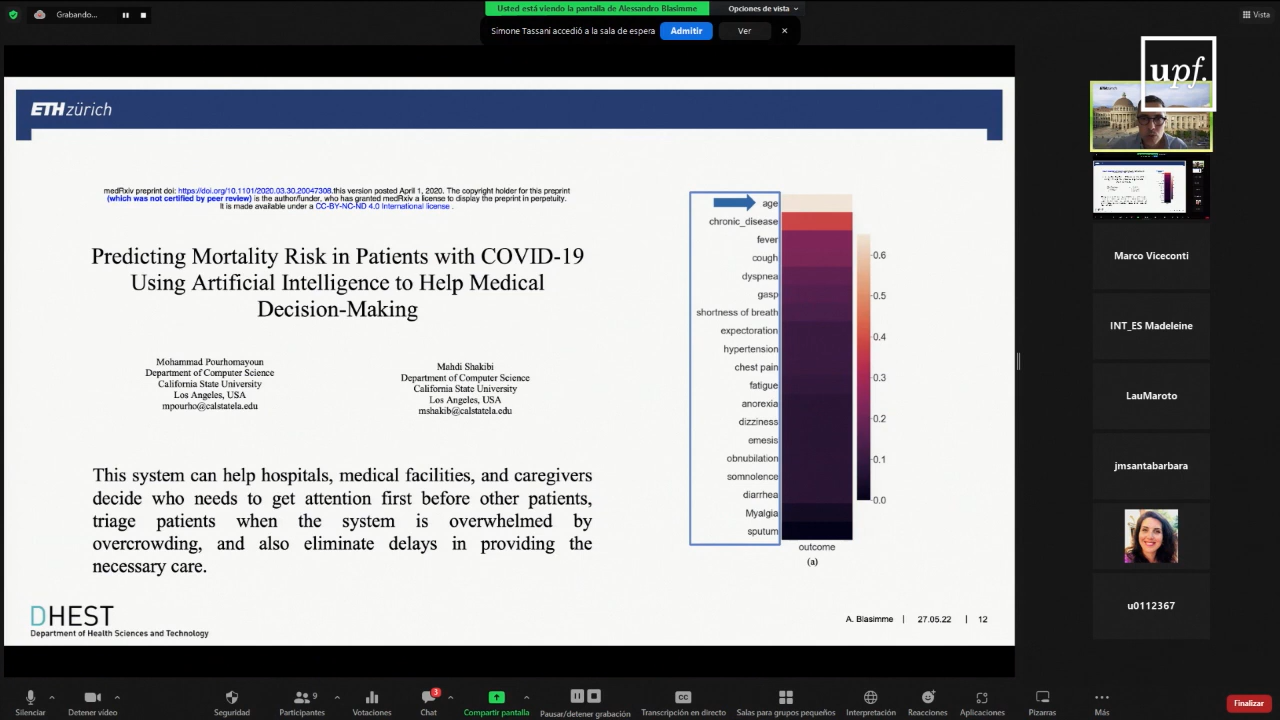 Grabando...
Usted está viendo la pantalla de Alessandro Blasimme
Opciones de vista
Vista
Simone Tassani accedió a la sala de espera
Admitir
Ver
ETH zürich
medRxiv preprint doi: https://doi.org/10.1101/2020.03.30.20047308.this version posted April 1, 2020. The copyright holder for this preprint
(which was not certified by peer review) is the author/funder, who has granted medRxiv a license to display the preprint in perpetuity.
It is made available under a CC-BY-NC-ND 4.0 International license .
Predicting Mortality Risk in Patients with COVID-19
Using Artificial Intelligence to Help Medical
Decision-Making
Mohammad Pourhomayoun
Department of Computer Science
California State University
Los Angeles, USA
mpourho@calstatela.edu
Mahdi Shakibi
Department of Computer Science
California State University
Los Angeles, USA
mshakib@calstatela.edu
This system can help hospitals, medical facilities, and caregivers
decide who needs to get attention first before other patients,
triage patients when the system is overwhelmed by
overcrowding, and also eliminate delays in providing the
necessary care.
age
chronic_disease
fever
cough
dyspnea
gasp
shortness of breath
expectoration
hypertension
chest pain
fatigue
anorexia
dizziness
emesis
obnubilation
somnolence
diarrhea
Myalgia
sputum
outcome
(a)
0.6
0.5
0.4
0.3
0.2
0.1
0.0
DHEST
Department of Health Sciences and Technology
A. Blasimme | 27.05.22 | 12
upf.
Marco Viceconti
INT_ES Madeleine
LauMaroto
jmsantabarbara
u0112367
Silenciar
Detener video
Seguridad
9
Participantes
Votaciones
3
Chat
Compartir pantalla
Pausar/detener grabación
CC
Transcripción en directo
Salas para grupos pequeños
Interpretación
Reacciones
Aplicaciones
Pizarras
Más
Finalizar